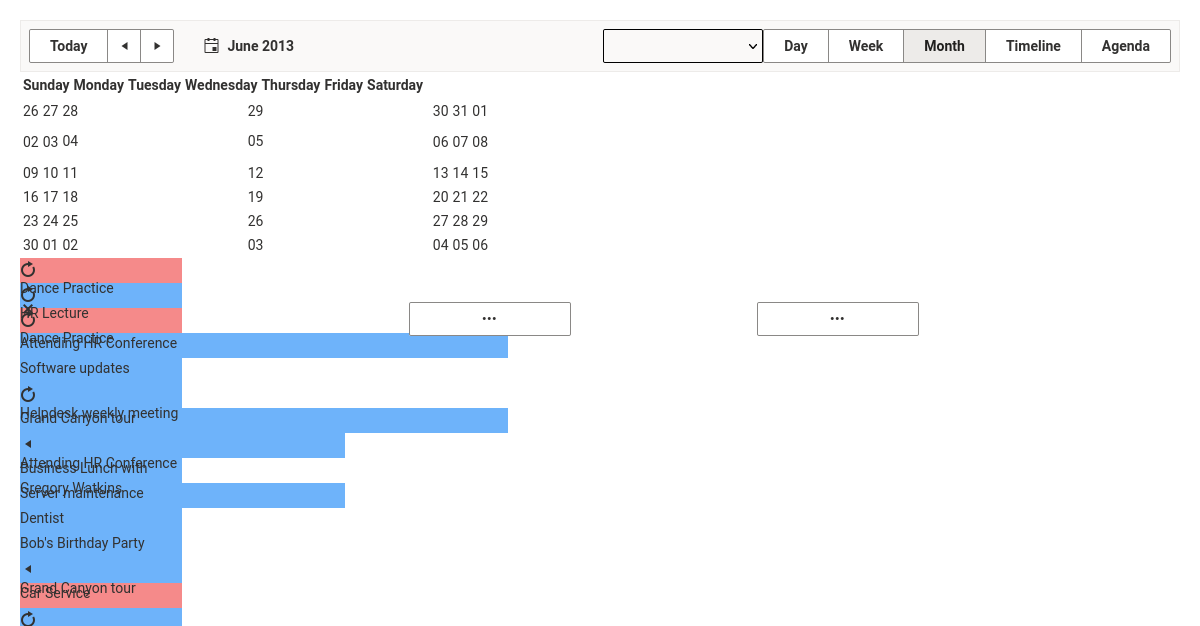 Today June 2013 Day Week Month Timeline Agenda
Sunday Monday Tuesday Wednesday Thursday Friday Saturday
26 27 28 29 30 31 01
02 03 04 05 06 07 08
09 10 11 12 13 14 15
16 17 18 19 20 21 22
23 24 25 26 27 28 29
30 01 02 03 04 05 06
Dance Practice
HR Lecture
•••
•••
Dance Practice
Attending HR Conference
Software updates
Helpdesk weekly meeting
Grand Canyon tour
Attending HR Conference
Business Lunch with
Gregory Watkins
Server maintenance
Dentist
Bob's Birthday Party
Grand Canyon tour
Car Service